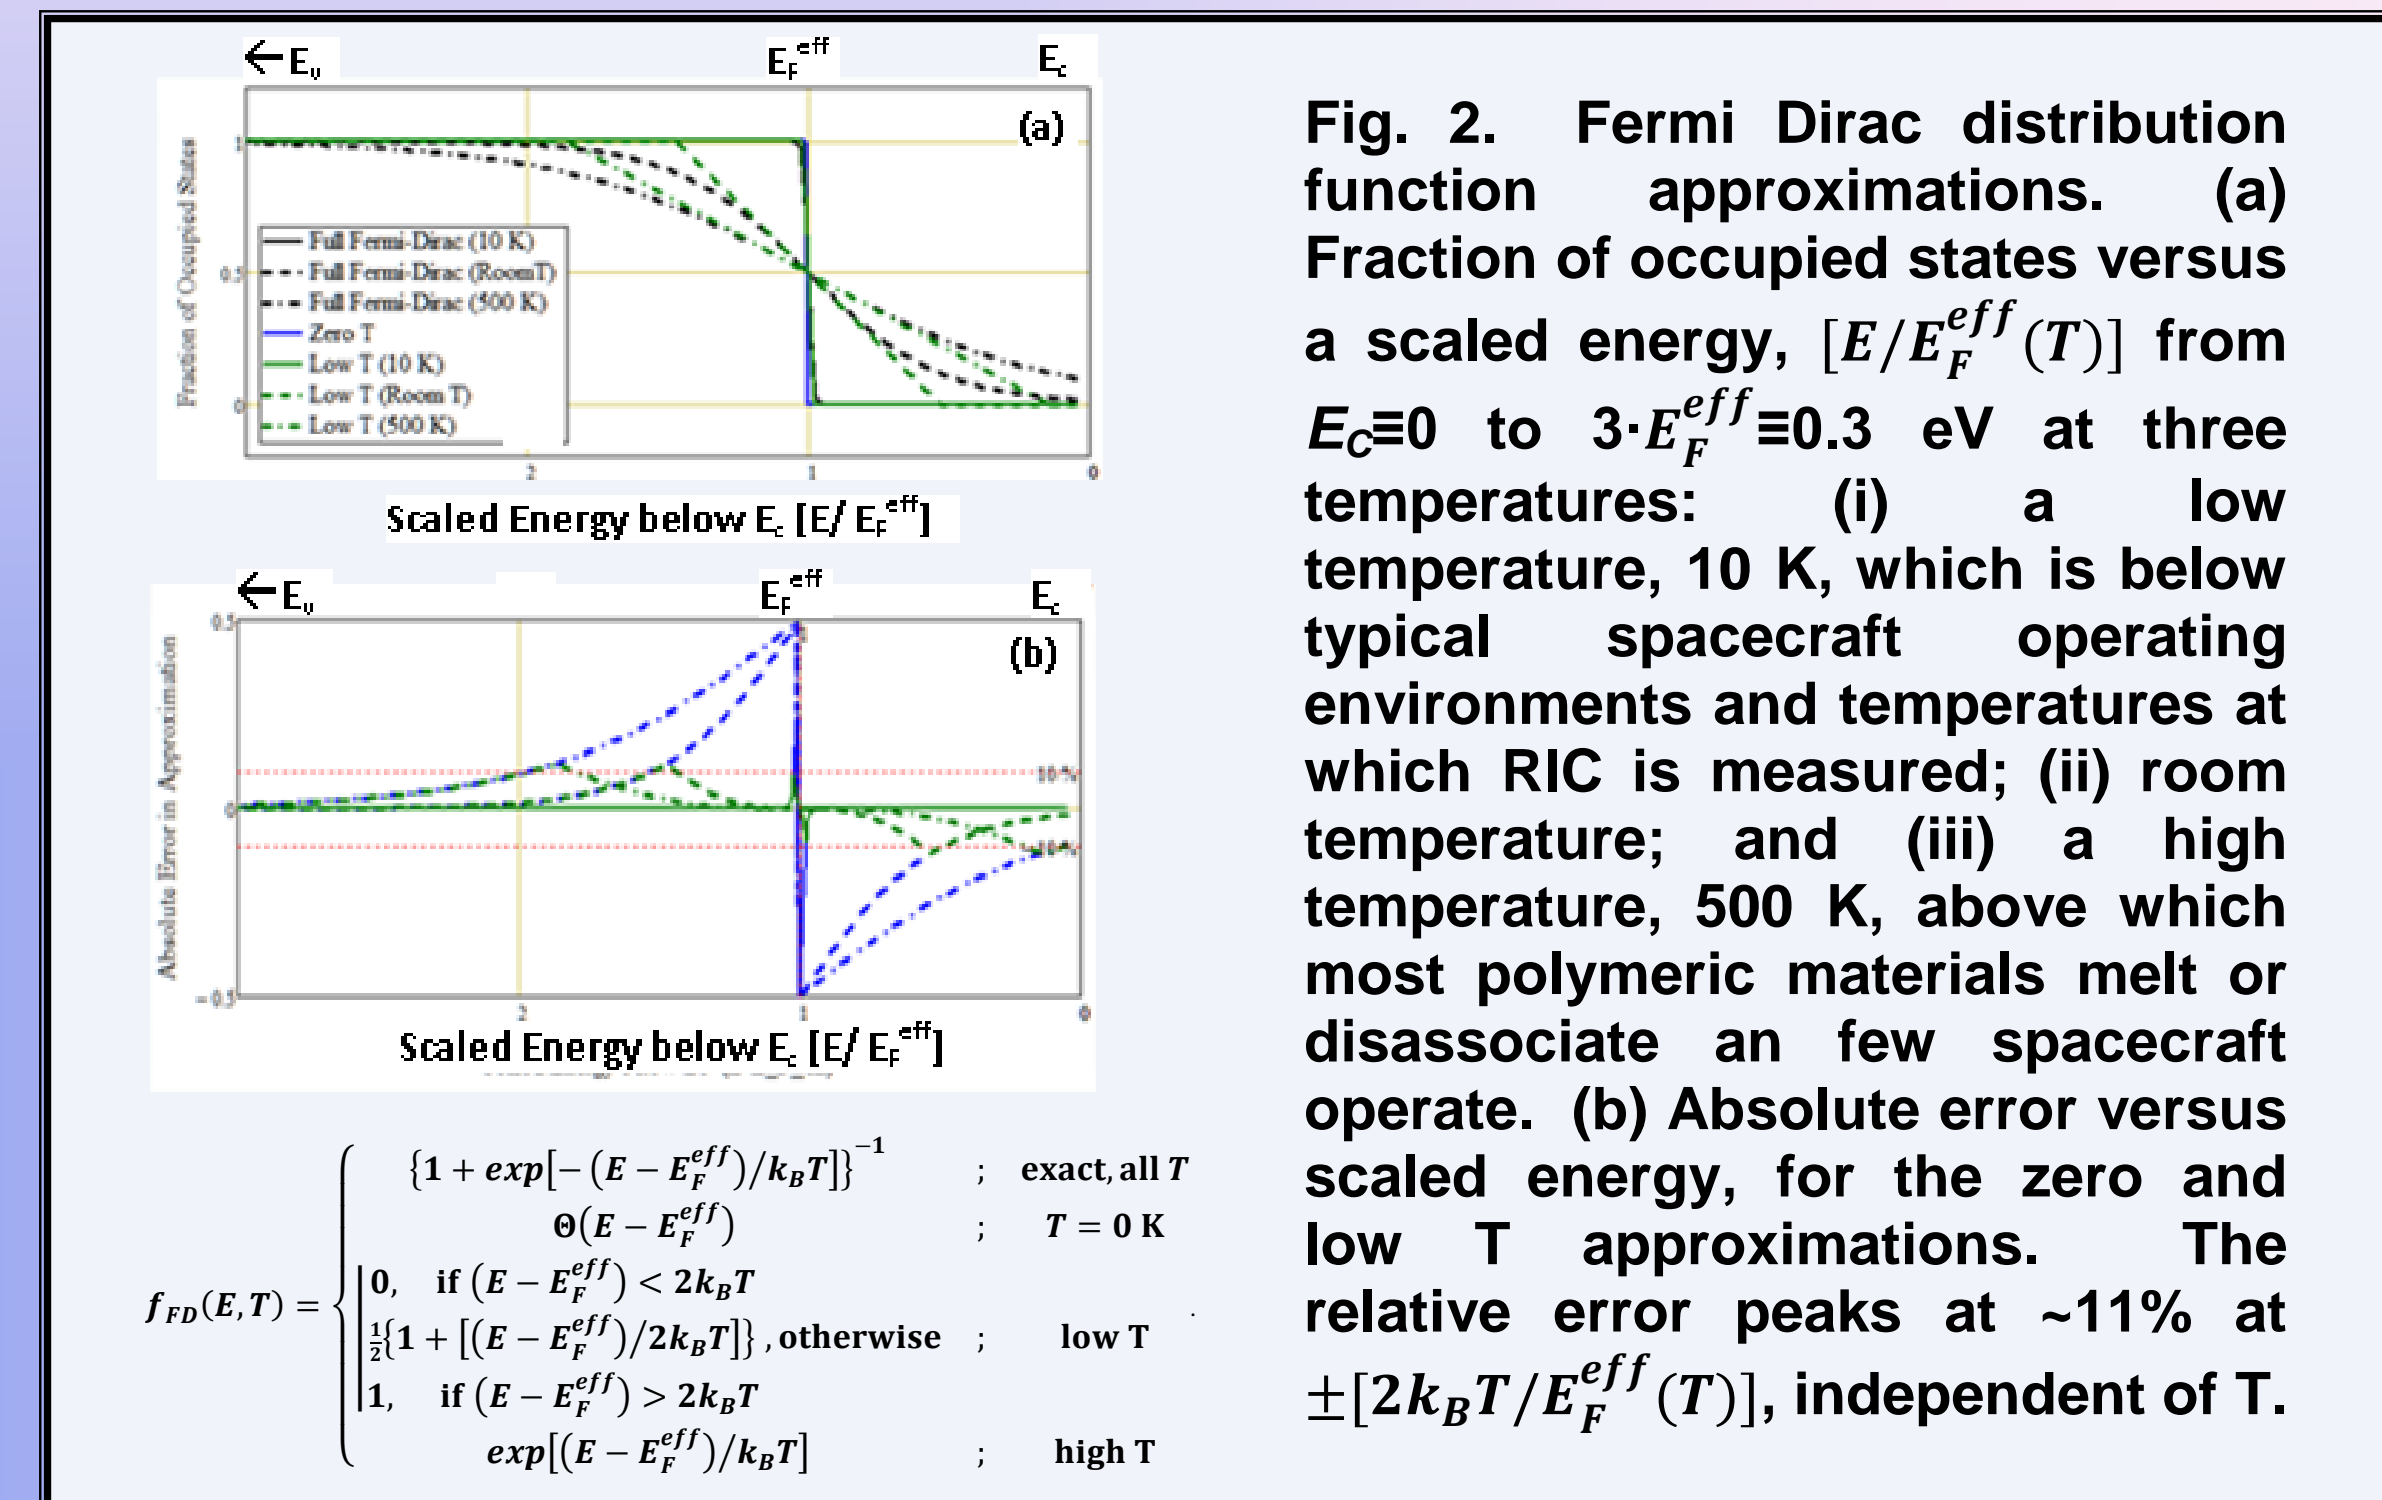 ← Eᵥ E_F^eff E_c
(a)
Fraction of Occupied States
1
0.5
0
Full Fermi-Dirac (10 K)
Full Fermi-Dirac (RoomT)
Full Fermi-Dirac (500 K)
Zero T
Low T (10 K)
Low T (Room T)
Low T (500 K)
2 1 0
Scaled Energy below E_c [E/ E_F^eff]
← Eᵥ E_F^eff E_c
(b)
Absolute Error in Approximation
0.5
10 %
0
-10 %
-0.5
2 1 0
Scaled Energy below E_c [E/ E_F^eff]
f_FD(E, T) =
{1 + exp[-(E - E_F^eff)/k_BT]}^-1 ; exact, all T
Θ(E - E_F^eff) ; T = 0 K
0, if (E - E_F^eff) < 2k_BT
½{1 + [(E - E_F^eff)/2k_BT]}, otherwise ; low T
1, if (E - E_F^eff) > 2k_BT
exp[(E - E_F^eff)/k_BT] ; high T
.
Fig. 2. Fermi Dirac distribution
function approximations. (a)
Fraction of occupied states versus
a scaled energy, [E/E_F^eff(T)] from
E_C≡0 to 3·E_F^eff≡0.3 eV at three
temperatures: (i) a low
temperature, 10 K, which is below
typical spacecraft operating
environments and temperatures at
which RIC is measured; (ii) room
temperature; and (iii) a high
temperature, 500 K, above which
most polymeric materials melt or
disassociate an few spacecraft
operate. (b) Absolute error versus
scaled energy, for the zero and
low T approximations. The
relative error peaks at ~11% at
±[2k_BT/E_F^eff(T)], independent of T.